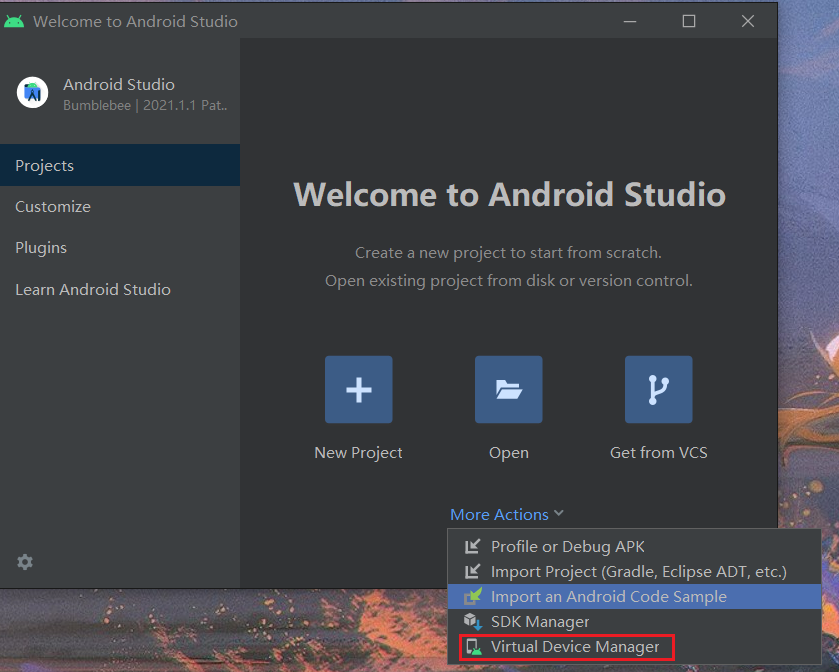 Welcome to Android Studio
Android Studio
Bumblebee | 2021.1.1 Pat..
Projects
Customize
Plugins
Learn Android Studio
Welcome to Android Studio
Create a new project to start from scratch.
Open existing project from disk or version control.
New Project
Open
Get from VCS
More Actions
Profile or Debug APK
Import Project (Gradle, Eclipse ADT, etc.)
Import an Android Code Sample
SDK Manager
Virtual Device Manager